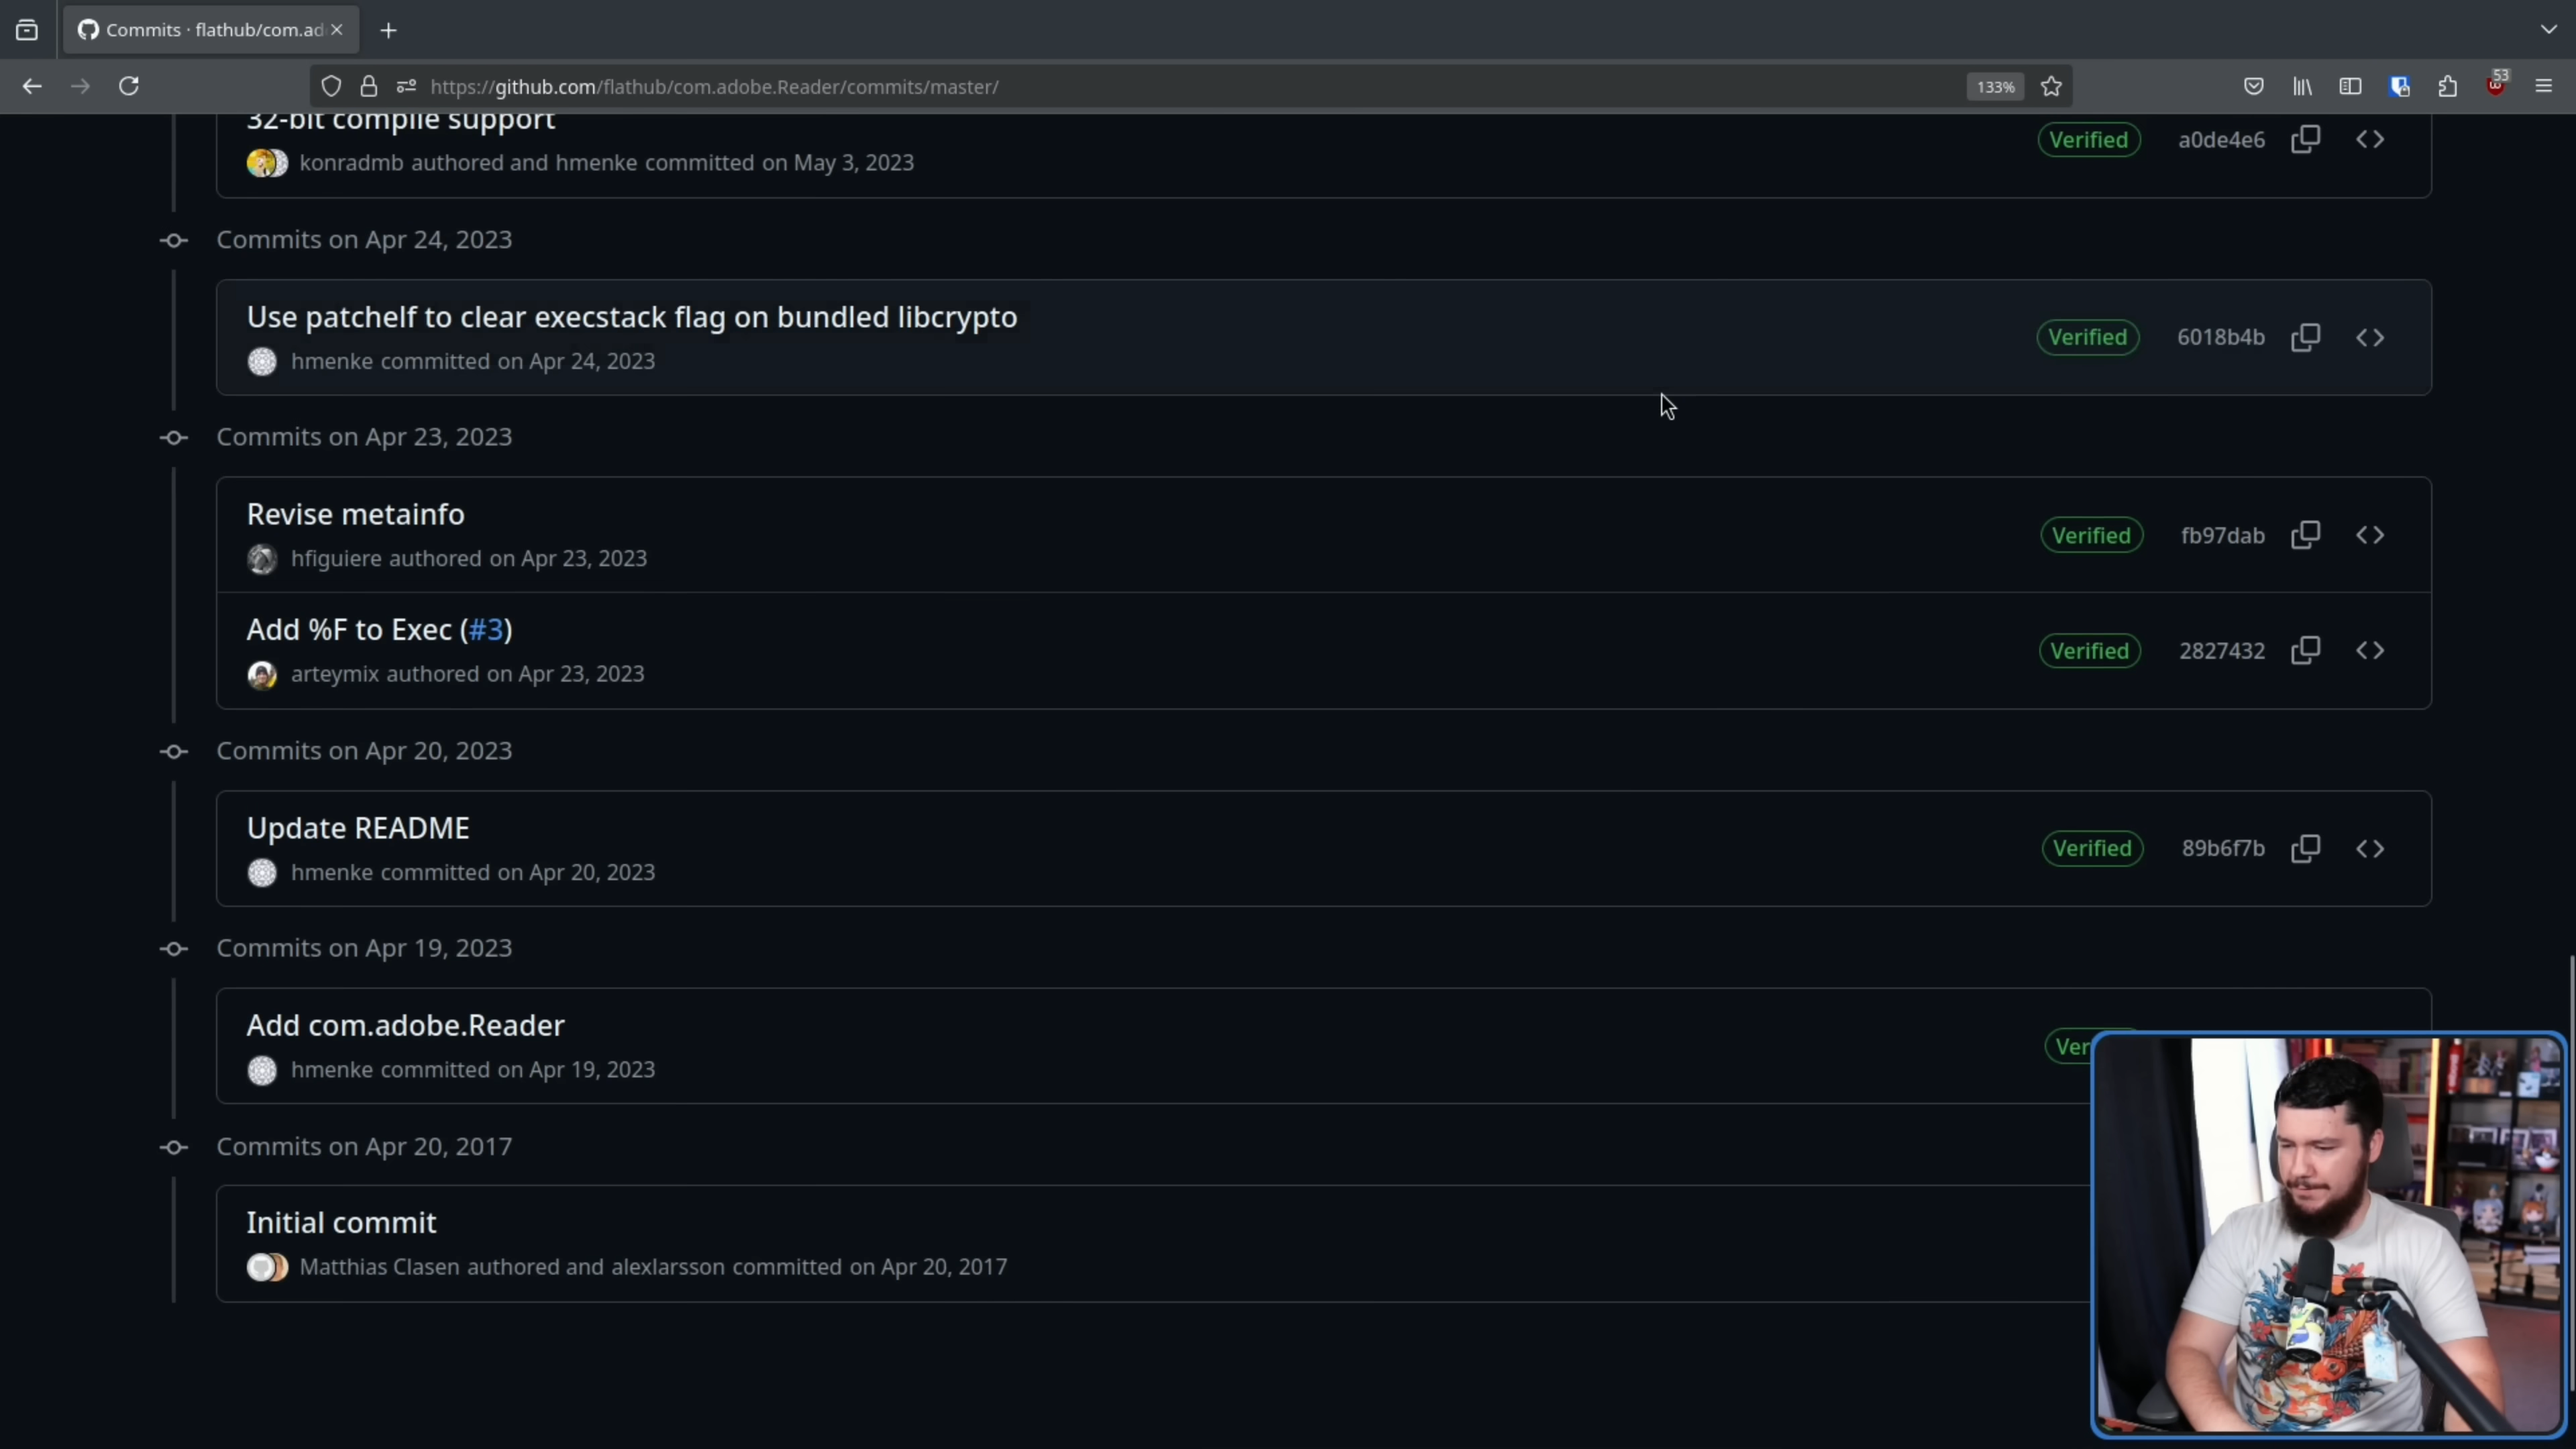 Commits · flathub/com.ad
https://github.com/flathub/com.adobe.Reader/commits/master/
133%
53
32-bit compile support
konradmb authored and hmenke committed on May 3, 2023
Verified
a0de4e6
Commits on Apr 24, 2023
Use patchelf to clear execstack flag on bundled libcrypto
hmenke committed on Apr 24, 2023
Verified
6018b4b
Commits on Apr 23, 2023
Revise metainfo
hfiguiere authored on Apr 23, 2023
Verified
fb97dab
Add %F to Exec (#3)
arteymix authored on Apr 23, 2023
Verified
2827432
Commits on Apr 20, 2023
Update README
hmenke committed on Apr 20, 2023
Verified
89b6f7b
Commits on Apr 19, 2023
Add com.adobe.Reader
hmenke committed on Apr 19, 2023
Ver
Commits on Apr 20, 2017
Initial commit
Matthias Clasen authored and alexlarsson committed on Apr 20, 2017